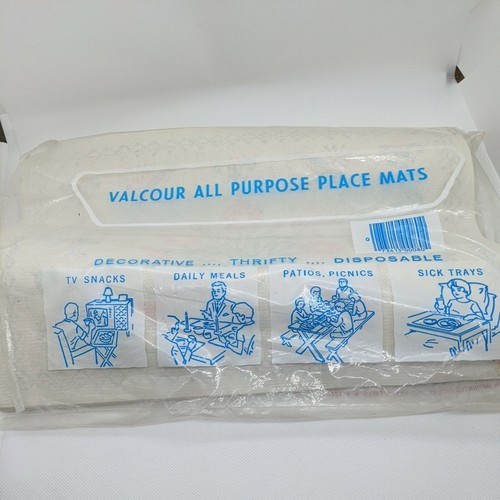 VALCOUR ALL PURPOSE PLACE MATS
DECORATIVE .... THRIFTY .... DISPOSABLE
TV SNACKS
DAILY MEALS
PATIOS, PICNICS
SICK TRAYS